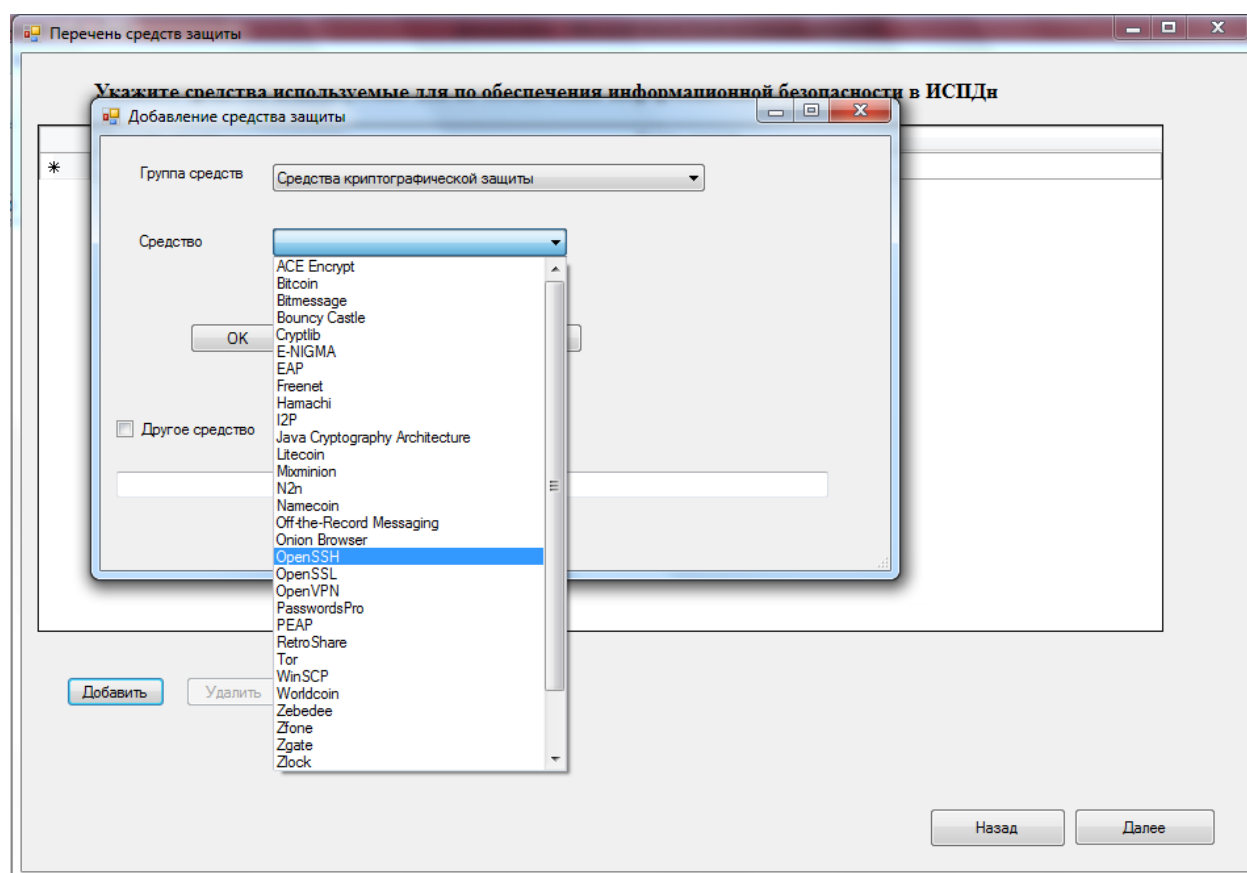 Перечень средств защиты
Укажите средства используемые для по обеспечения информационной безопасности в ИСПДн
Добавление средства защиты
Группа средств
Средства криптографической защиты
Средство
ACE Encrypt
Bitcoin
Bitmessage
Bouncy Castle
Cryptlib
E-NIGMA
EAP
Freenet
Hamachi
I2P
Java Cryptography Architecture
Litecoin
Mixminion
N2n
Namecoin
Off-the-Record Messaging
Onion Browser
OpenSSH
OpenSSL
OpenVPN
PasswordsPro
PEAP
RetroShare
Tor
WinSCP
Worldcoin
Zebedee
Zfone
Zgate
Zlock
OK
Другое средство
Добавить
Удалить
Назад
Далее